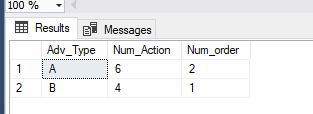 100 %
Results Messages
Adv_Type Num_Action Num_order
1 A 6 2
2 B 4 1